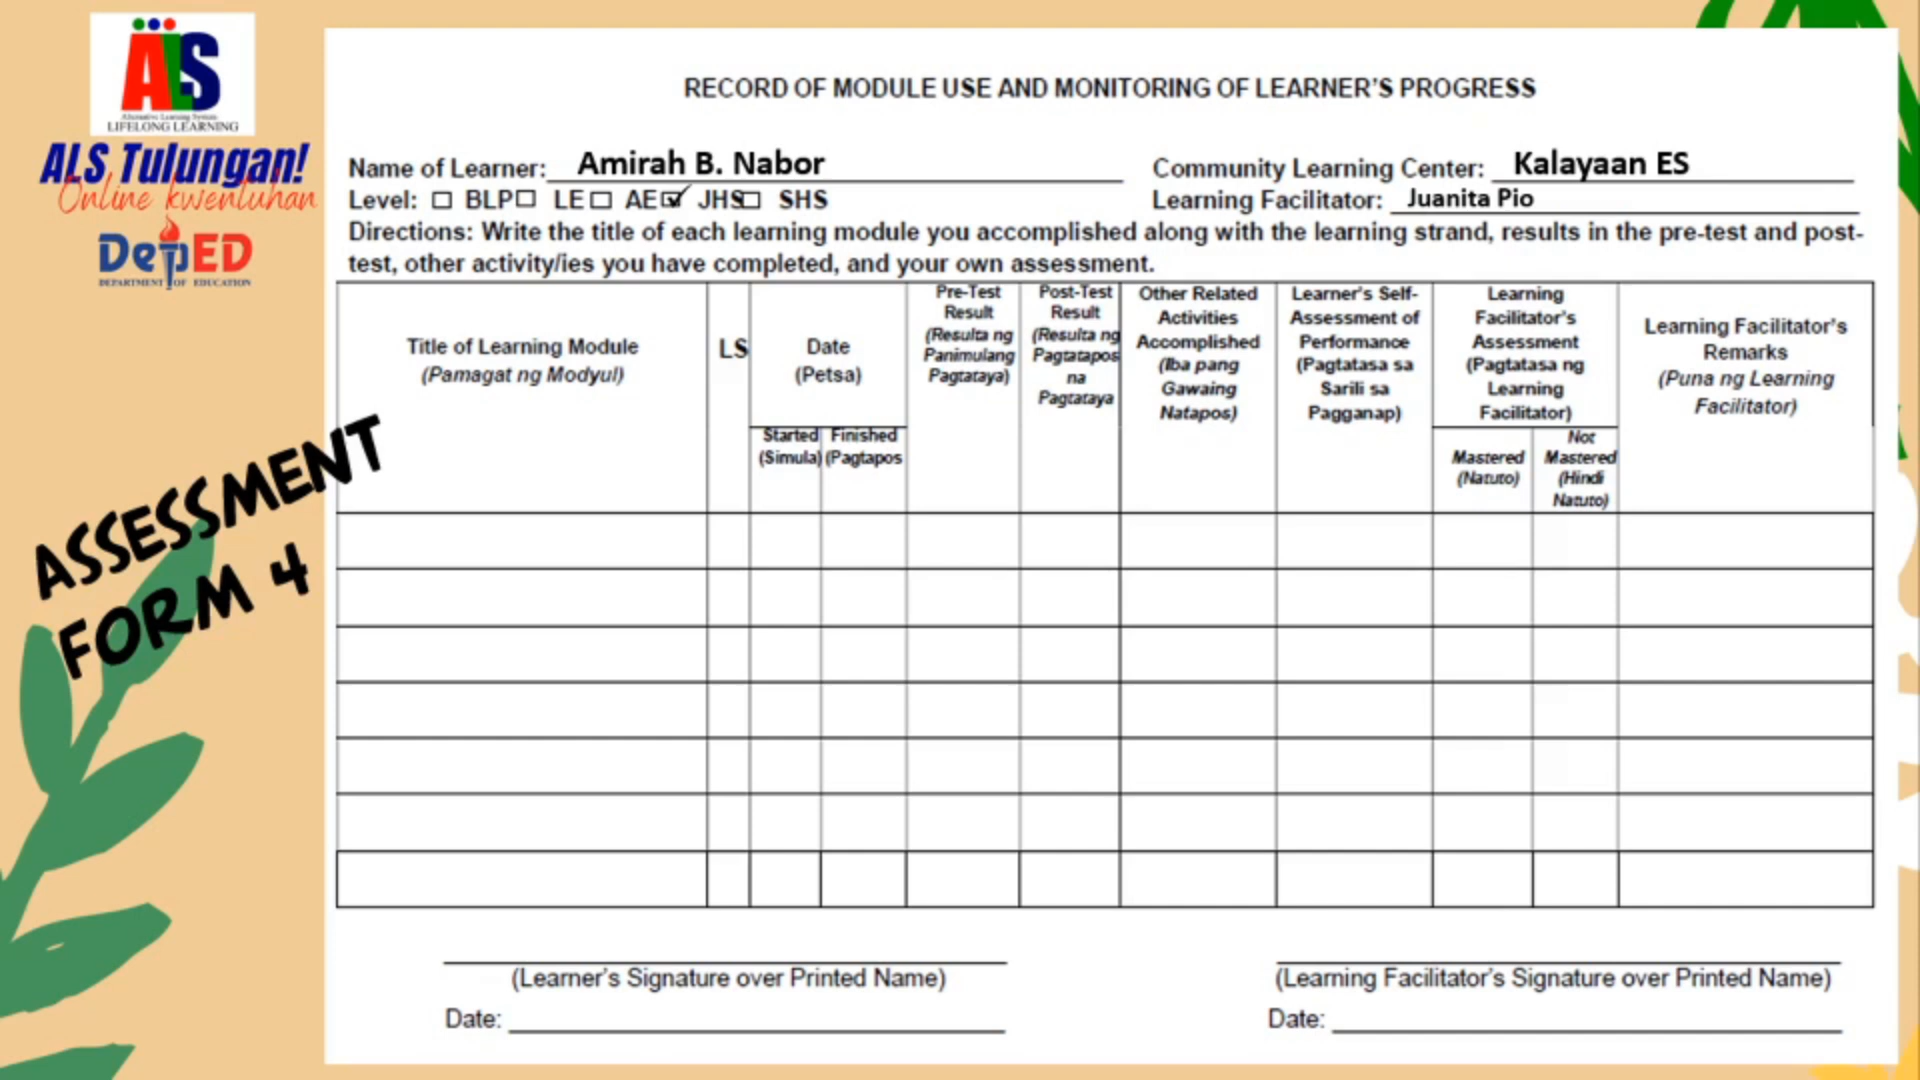 ALS
Alternative Learning System
LIFELONG LEARNING
ALS Tulungan!
Online kwentuhan
DepED
DEPARTMENT OF EDUCATION
ASSESSMENT
FORM 4
RECORD OF MODULE USE AND MONITORING OF LEARNER'S PROGRESS
Name of Learner: Amirah B. Nabor Community Learning Center: Kalayaan ES
Level: ☐ BLP ☐ LE ☐ AE ☑ JHS ☐ SHS Learning Facilitator: Juanita Pio
Directions: Write the title of each learning module you accomplished along with the learning strand, results in the pre-test and post-
test, other activity/ies you have completed, and your own assessment.
Title of Learning Module
(Pamagat ng Modyul)
LS
Date
(Petsa)
Started
(Simula)
Finished
(Pagtapos
Pre-Test
Result
(Resulta ng
Panimulang
Pagtataya)
Post-Test
Result
(Resulta ng
Pagtatapos
na
Pagtataya
Other Related
Activities
Accomplished
(Iba pang
Gawaing
Natapos)
Learner's Self-
Assessment of
Performance
(Pagtatasa sa
Sarili sa
Pagganap)
Learning
Facilitator's
Assessment
(Pagtatasa ng
Learning
Facilitator)
Mastered
(Natuto)
Not
Mastered
(Hindi
Natuto)
Learning Facilitator's
Remarks
(Puna ng Learning
Facilitator)
(Learner's Signature over Printed Name)
Date:
(Learning Facilitator's Signature over Printed Name)
Date: